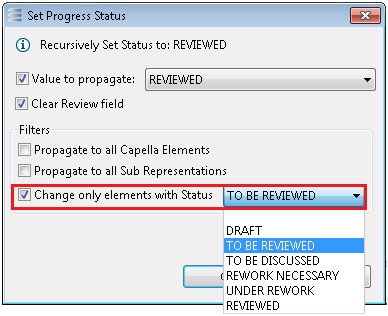 Set Progress Status
Recursively Set Status to: REVIEWED
Value to propagate: REVIEWED
Clear Review field
Filters
Propagate to all Capella Elements
Propagate to all Sub Representations
Change only elements with Status TO BE REVIEWED
DRAFT
TO BE REVIEWED
TO BE DISCUSSED
REWORK NECESSARY
UNDER REWORK
REVIEWED